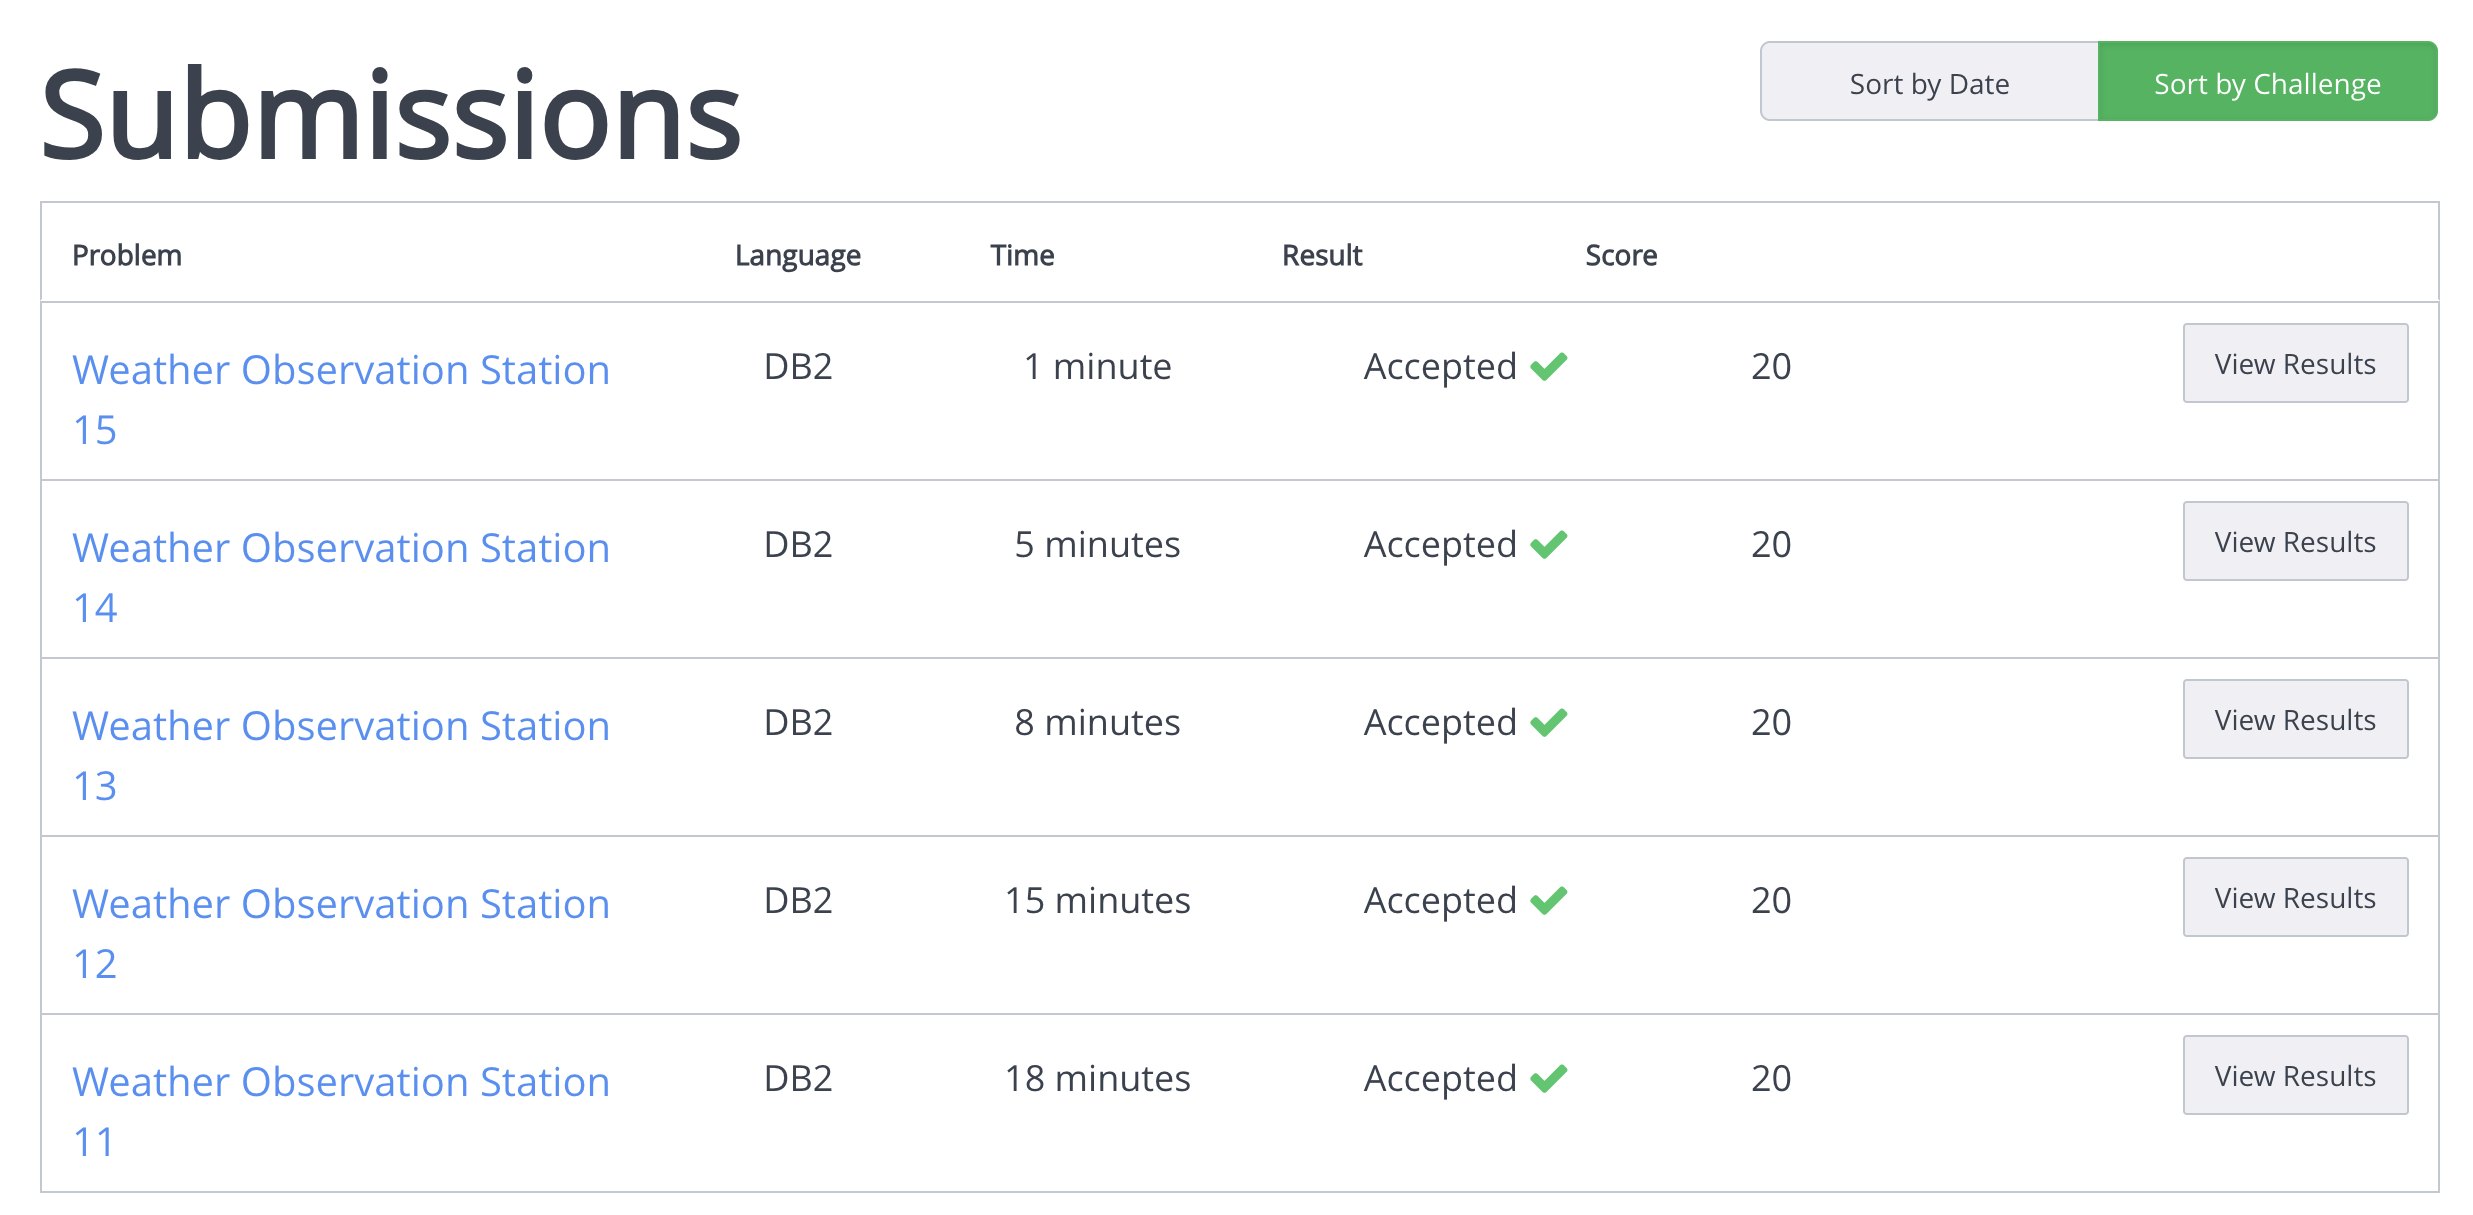 Submissions
Sort by Date
Sort by Challenge
Problem Language Time Result Score
Weather Observation Station DB2 1 minute Accepted 20 View Results
15
Weather Observation Station DB2 5 minutes Accepted 20 View Results
14
Weather Observation Station DB2 8 minutes Accepted 20 View Results
13
Weather Observation Station DB2 15 minutes Accepted 20 View Results
12
Weather Observation Station DB2 18 minutes Accepted 20 View Results
11